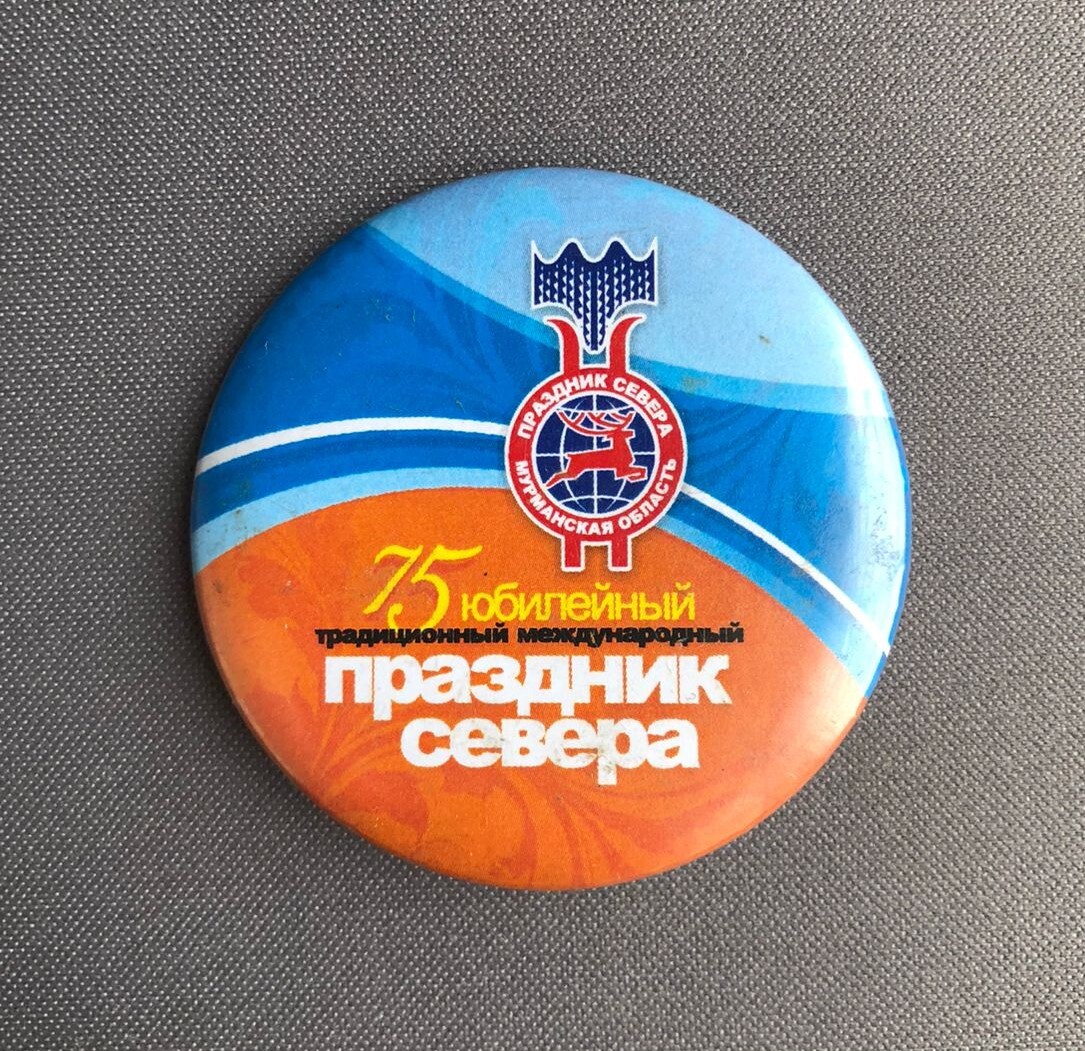 ПРАЗДНИК СЕВЕРА
МУРМАНСКАЯ ОБЛАСТЬ
75 юбилейный
традиционный международный
праздник
севера